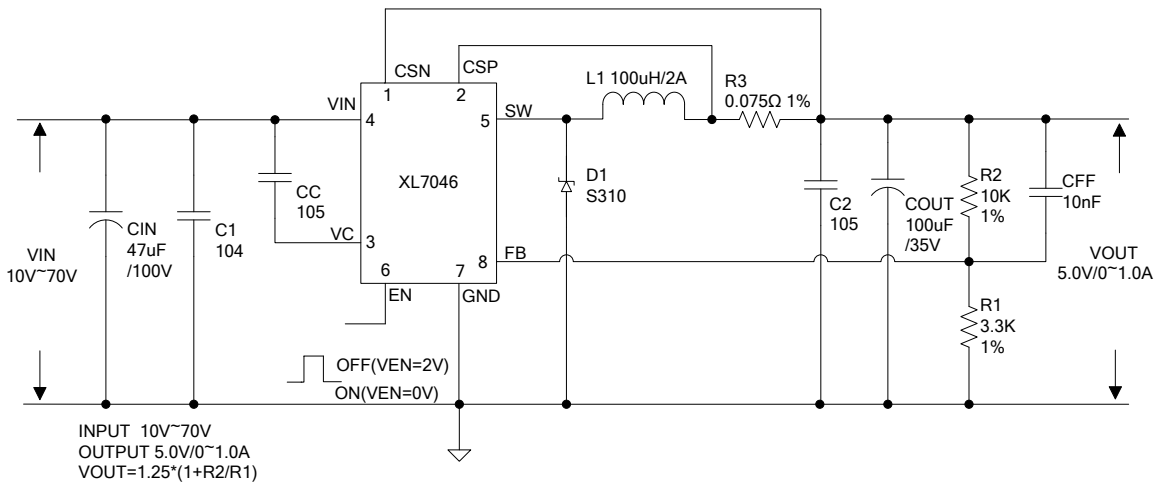 CSN
CSP
1
2
L1 100uH/2A
R3
0.075Ω 1%
VIN
4
5
SW
XL7046
CC
105
D1
S310
R2
10K
1%
CFF
10nF
C2
105
COUT
100uF
/35V
CIN
47uF
/100V
C1
104
VC
3
8
FB
VIN
10V~70V
VOUT
5.0V/0~1.0A
6
7
EN
GND
R1
3.3K
1%
OFF(VEN=2V)
ON(VEN=0V)
INPUT 10V~70V
OUTPUT 5.0V/0~1.0A
VOUT=1.25*(1+R2/R1)